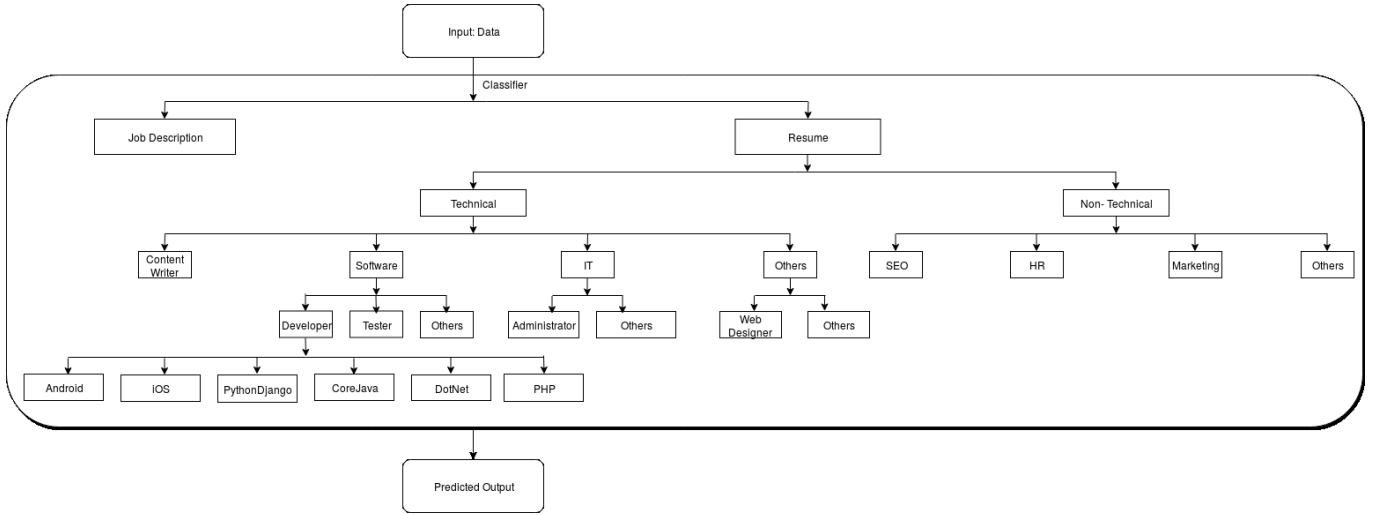 Input: Data
Classifier
Job Description
Resume
Technical
Non- Technical
Content
Writer
Software
IT
Others
SEO
HR
Marketing
Others
Developer
Tester
Others
Administrator
Others
Web
Designer
Others
Android
iOS
PythonDjango
CoreJava
DotNet
PHP
Predicted Output